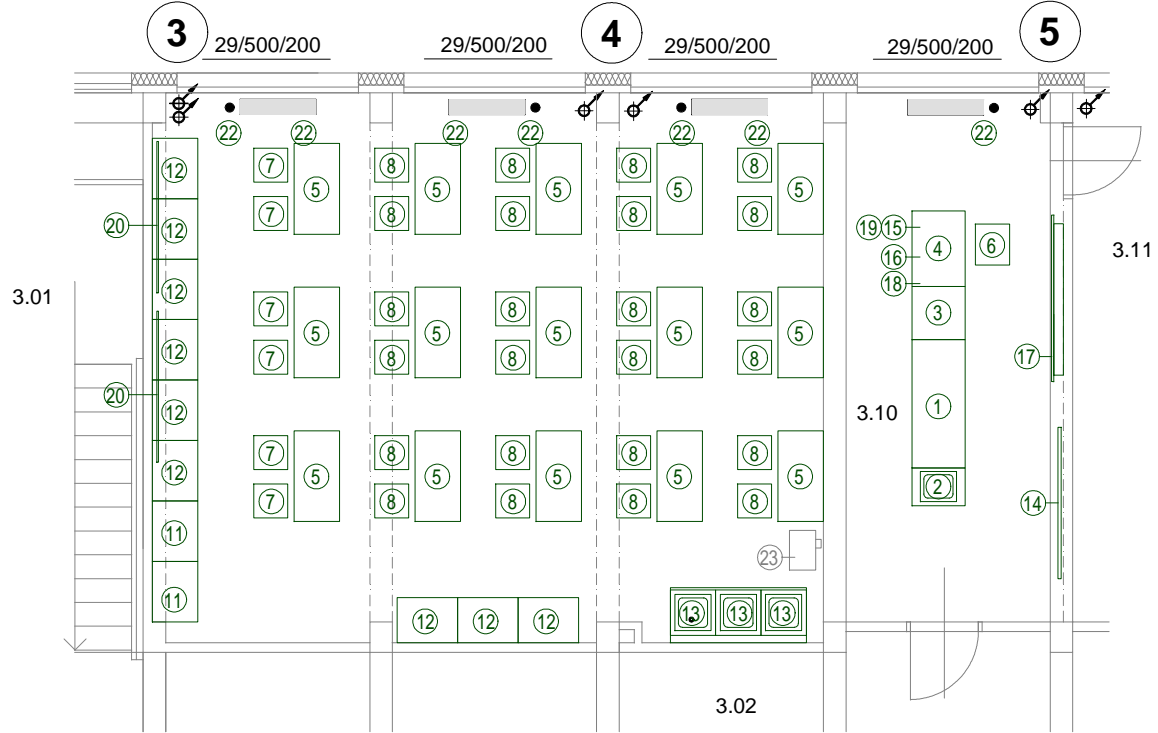 3 29/500/200 29/500/200 4 29/500/200 29/500/200 5
22 22 22 22 22 22 22
12 7 5 8 5 8 5 8 5 8 5
7 8 8 8 8
20 12 19 15 4 6
16
18
3.01 12 3.11
7 5 8 5 8 5 8 5 8 5 3
12 7 8 8 8 8 17
20 12 3.10 1
12 7 5 8 5 8 5 8 5 8 5 2
7 8 8 8 8 14
11
23
11
12 12 12 13 13 13
3.02